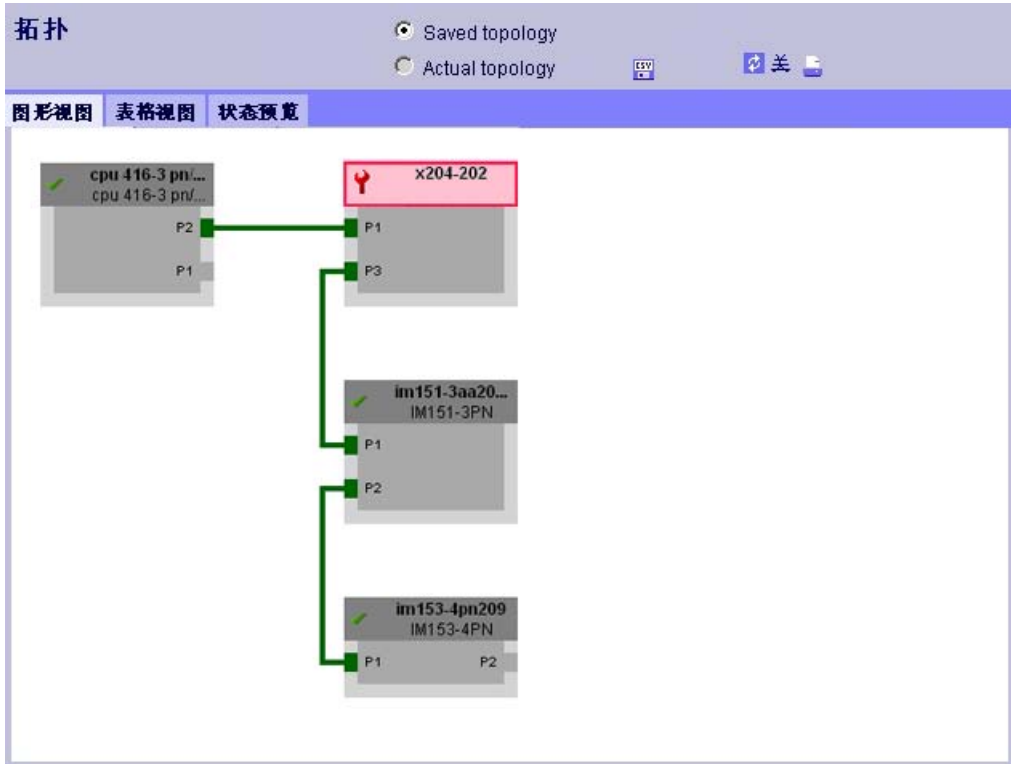 拓扑
Saved topology
Actual topology
CSV
关
图形视图 表格视图 状态预览
cpu 416-3 pn/...
cpu 416-3 pn/...
P2
P1
x204-202
P1
P3
im151-3aa20...
IM151-3PN
P1
P2
im153-4pn209
IM153-4PN
P1 P2